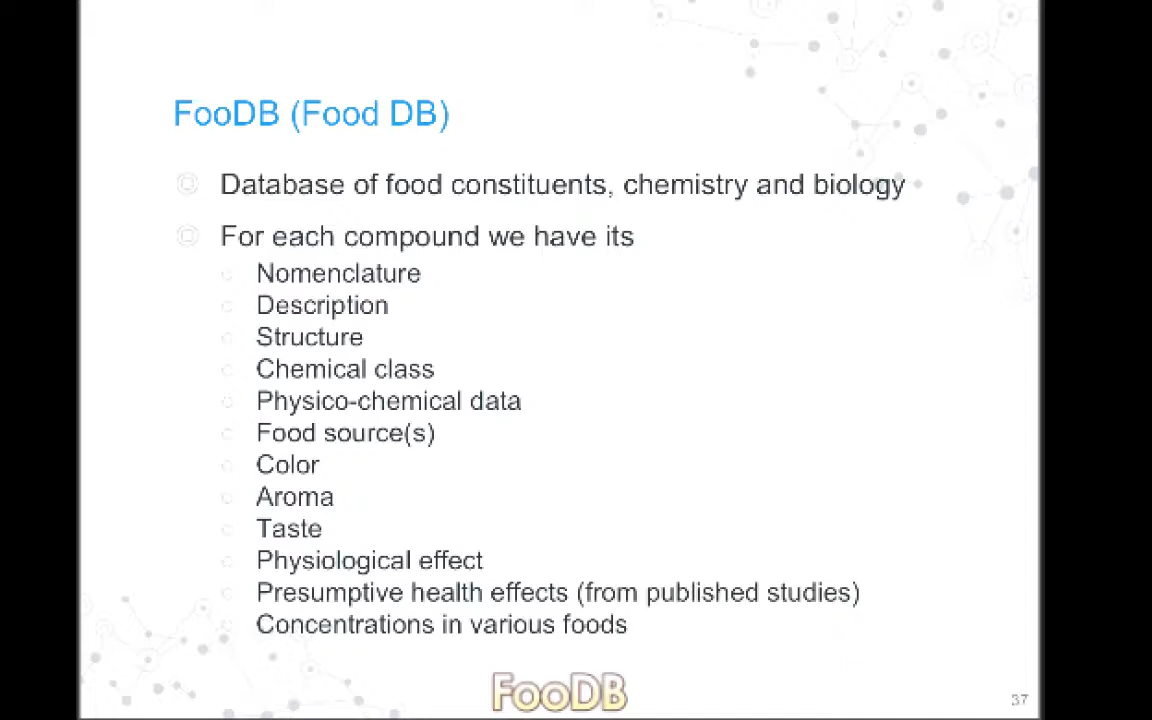 FooDB (Food DB)
Database of food constituents, chemistry and biology
For each compound we have its
Nomenclature
Description
Structure
Chemical class
Physico-chemical data
Food source(s)
Color
Aroma
Taste
Physiological effect
Presumptive health effects (from published studies)
Concentrations in various foods
FooDB
37